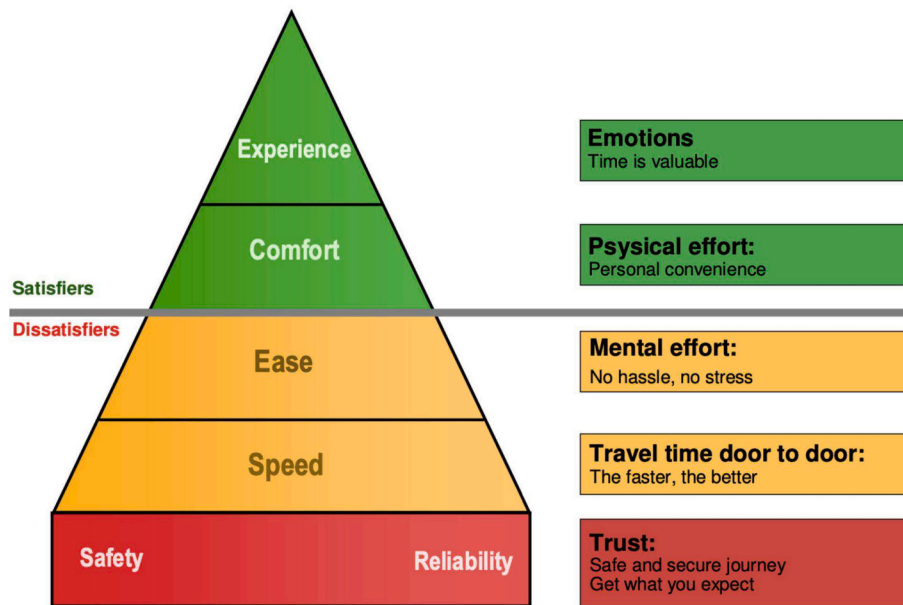 Experience
Emotions
Time is valuable
Comfort
Psysical effort:
Personal convenience
Satisfiers
Dissatisfiers
Ease
Mental effort:
No hassle, no stress
Speed
Travel time door to door:
The faster, the better
Safety
Reliability
Trust:
Safe and secure journey
Get what you expect